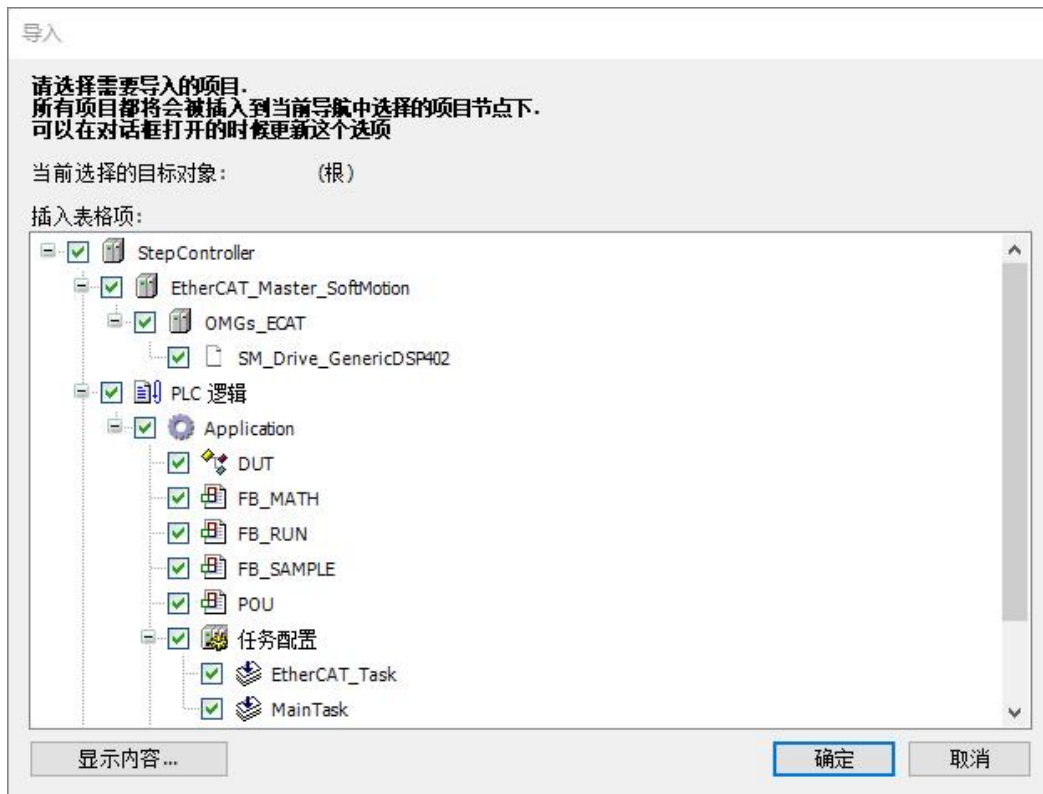 导入
请选择需要导入的项目.
所有项目都将会被插入到当前导航中选择的项目节点下.
可以在对话框打开的时候更新这个选项
当前选择的目标对象: (根)
插入表格项:
StepController
EtherCAT_Master_SoftMotion
OMGs_ECAT
SM_Drive_GenericDSP402
PLC 逻辑
Application
DUT
FB_MATH
FB_RUN
FB_SAMPLE
POU
任务配置
EtherCAT_Task
MainTask
显示内容... 确定 取消